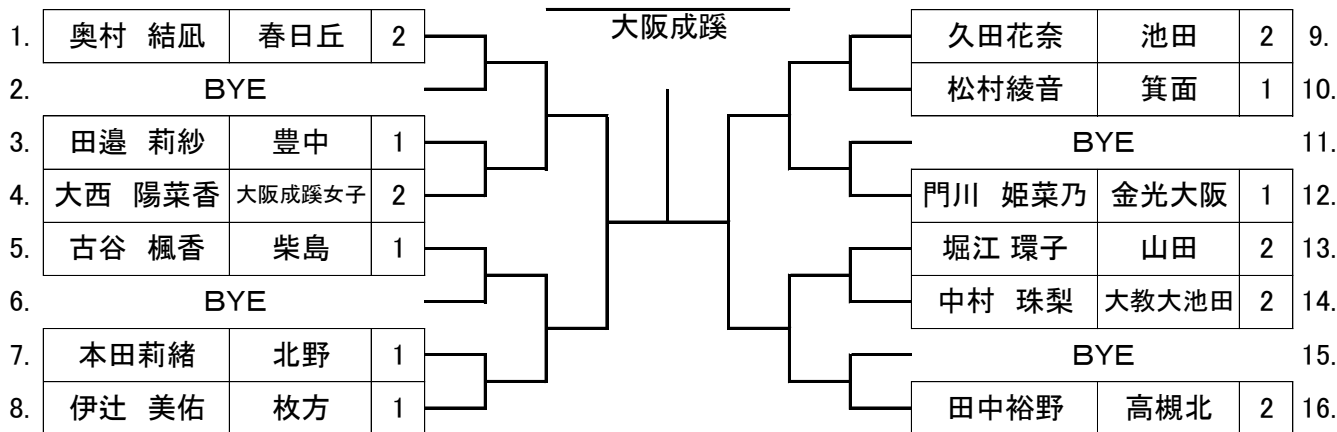 大阪成蹊
1. 奥村 結凪 春日丘 2
2. BYE
3. 田邉 莉紗 豊中 1
4. 大西 陽菜香 大阪成蹊女子 2
5. 古谷 楓香 柴島 1
6. BYE
7. 本田莉緒 北野 1
8. 伊辻 美佑 枚方 1
久田花奈 池田 2 9.
松村綾音 箕面 1 10.
BYE 11.
門川 姫菜乃 金光大阪 1 12.
堀江 環子 山田 2 13.
中村 珠梨 大教大池田 2 14.
BYE 15.
田中裕野 高槻北 2 16.